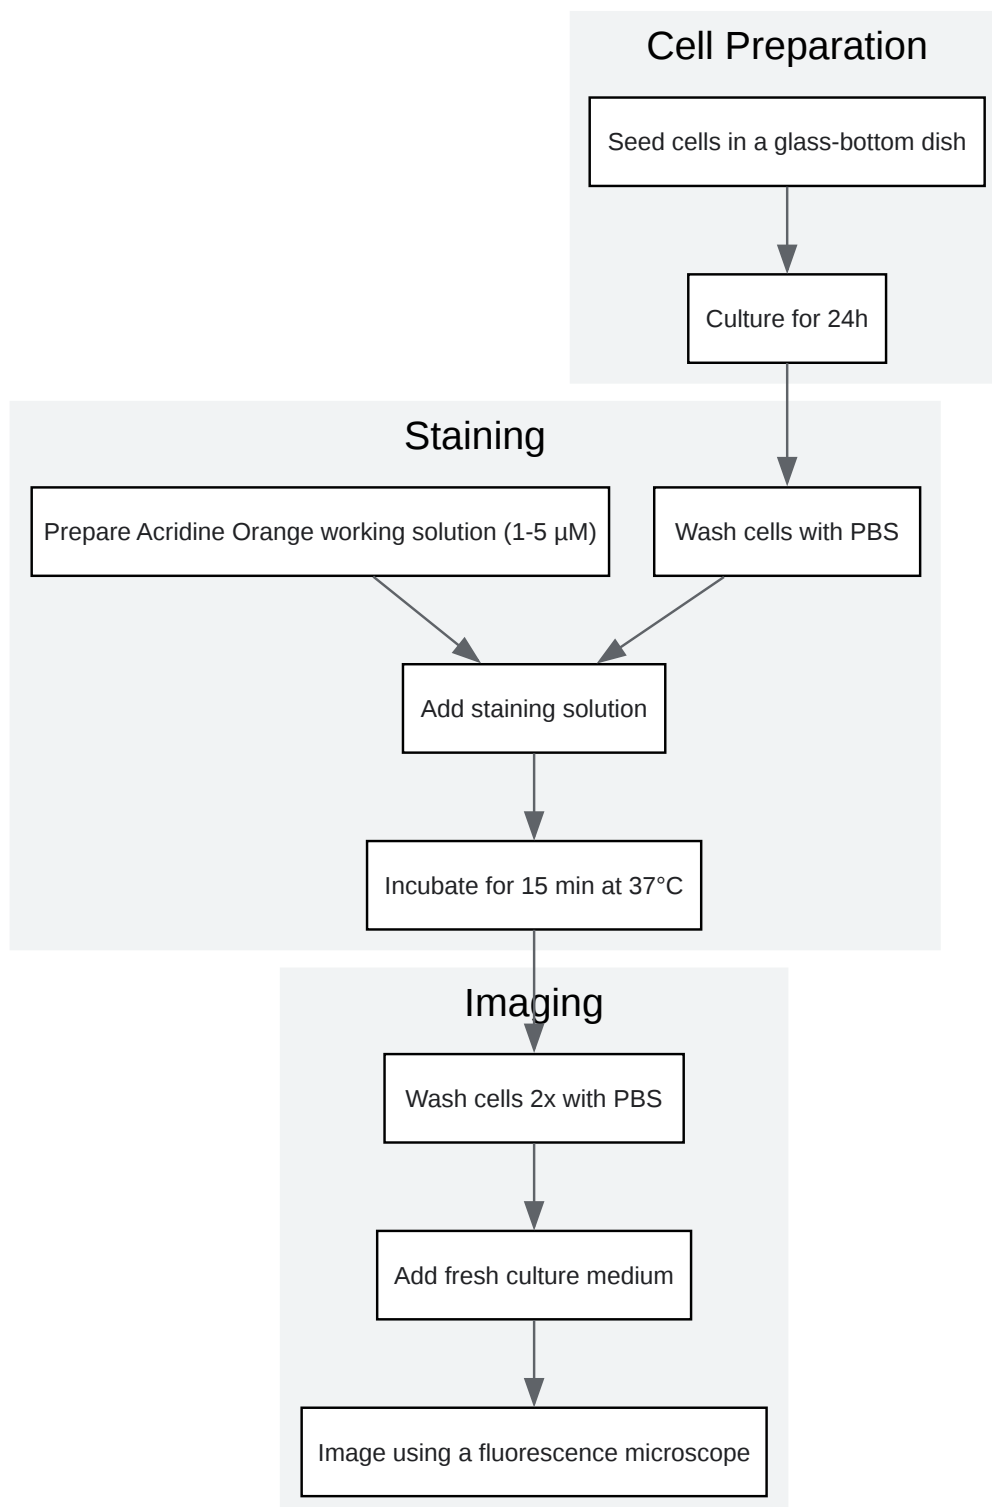 Cell Preparation
Seed cells in a glass-bottom dish
Culture for 24h
Staining
Prepare Acridine Orange working solution (1-5 µM)
Wash cells with PBS
Add staining solution
Incubate for 15 min at 37°C
Imaging
Wash cells 2x with PBS
Add fresh culture medium
Image using a fluorescence microscope